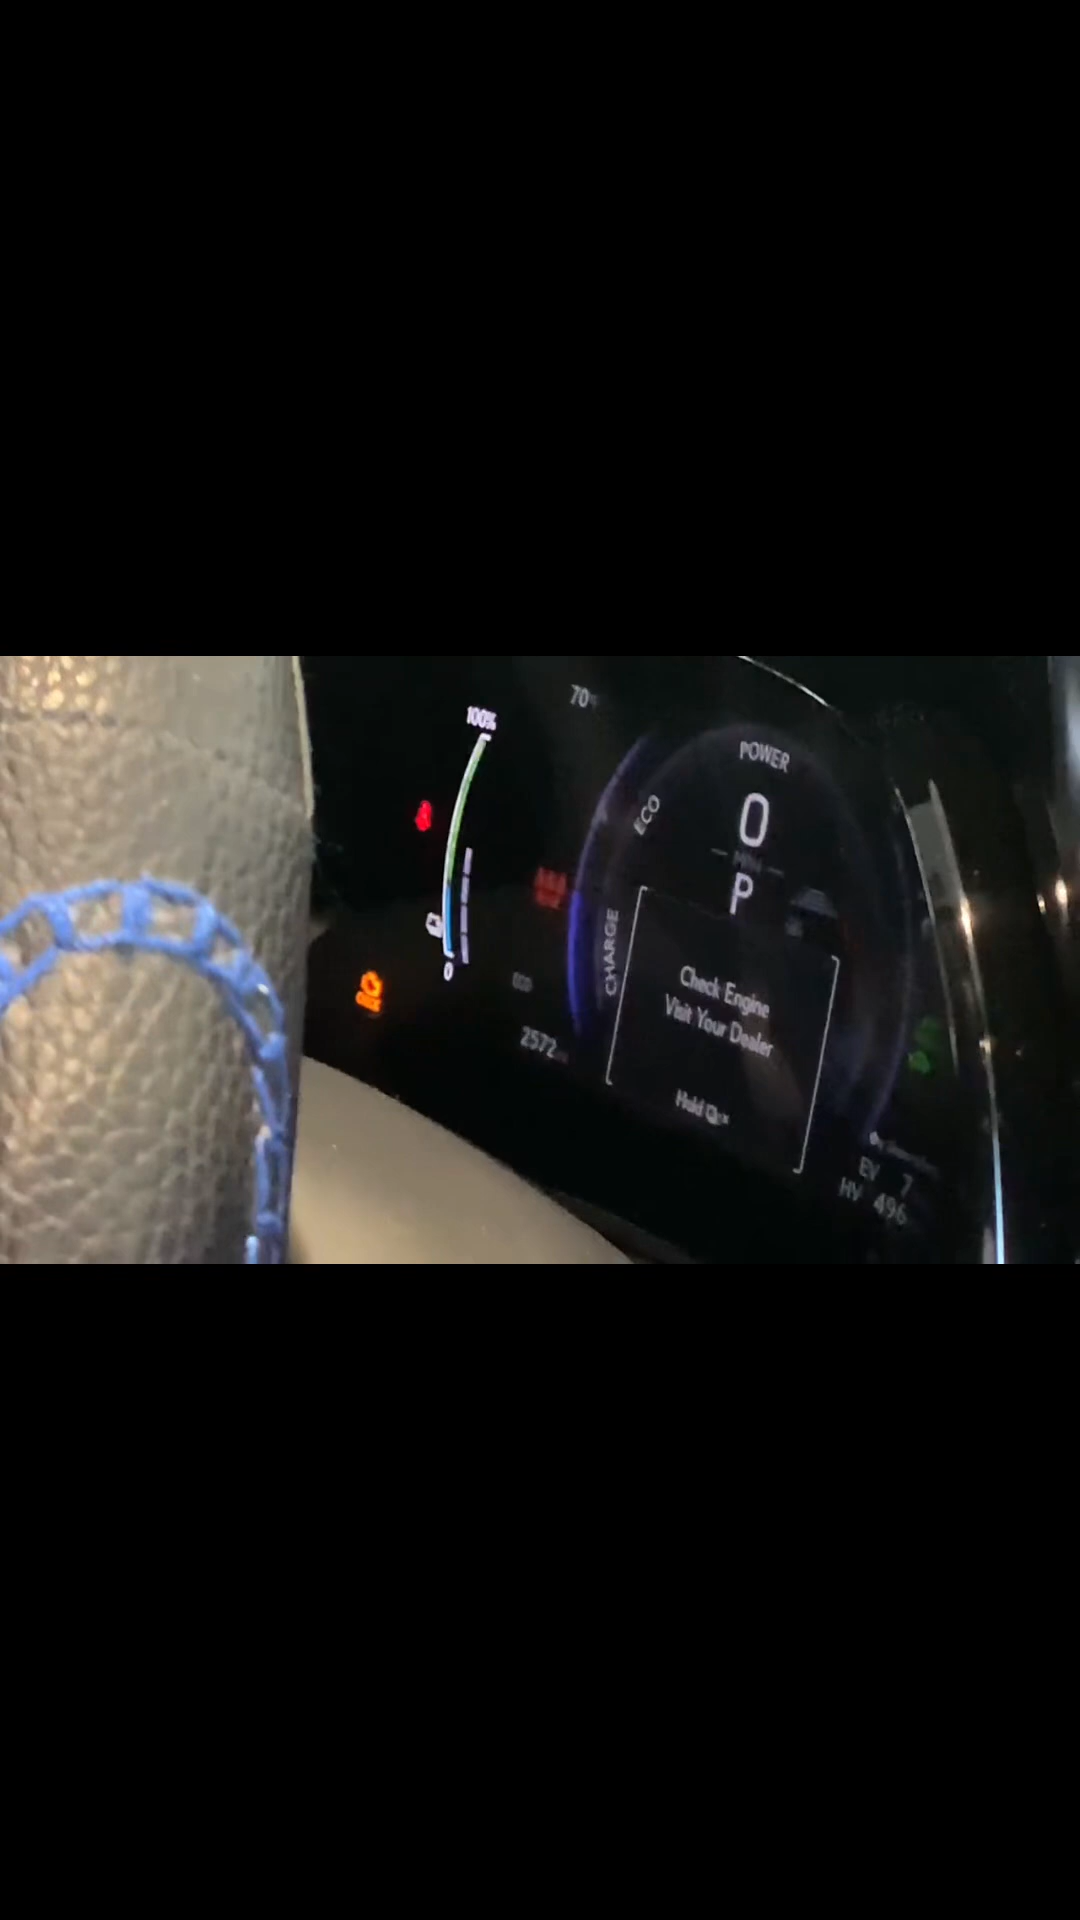 70°
100%
POWER
ECO
0
MPH
P
CHARGE
0
ECO
Check Engine
Visit Your Dealer
2572
Hold
EV 7
HV 496